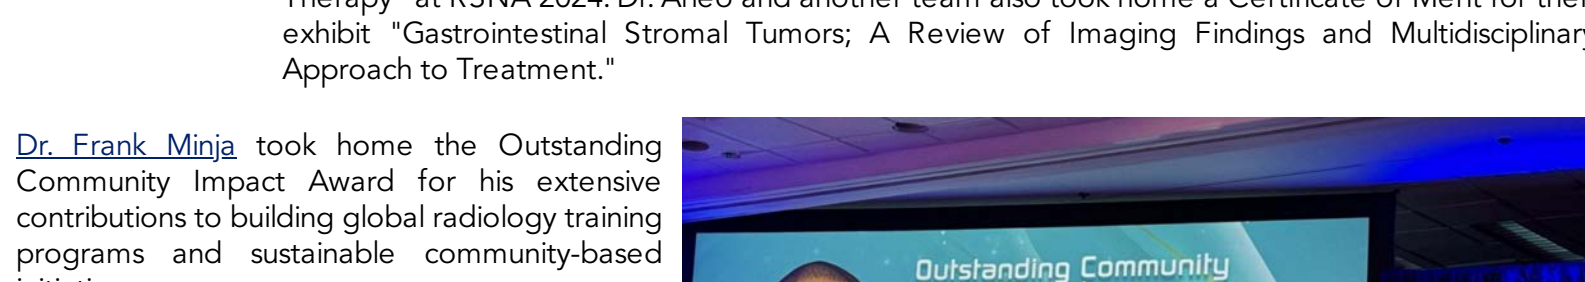 exhibit "Gastrointestinal Stromal Tumors; A Review of Imaging Findings and Multidisciplinary
Approach to Treatment."
Dr. Frank Minja took home the Outstanding
Community Impact Award for his extensive
contributions to building global radiology training
programs and sustainable community-based
Outstanding Community